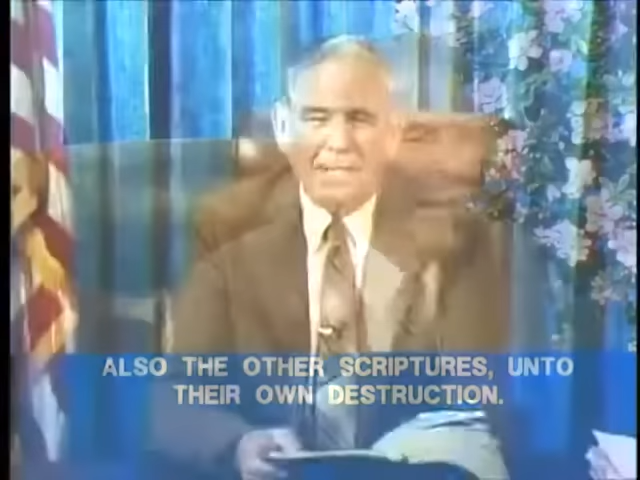 ALSO THE OTHER SCRIPTURES, UNTO
THEIR OWN DESTRUCTION.